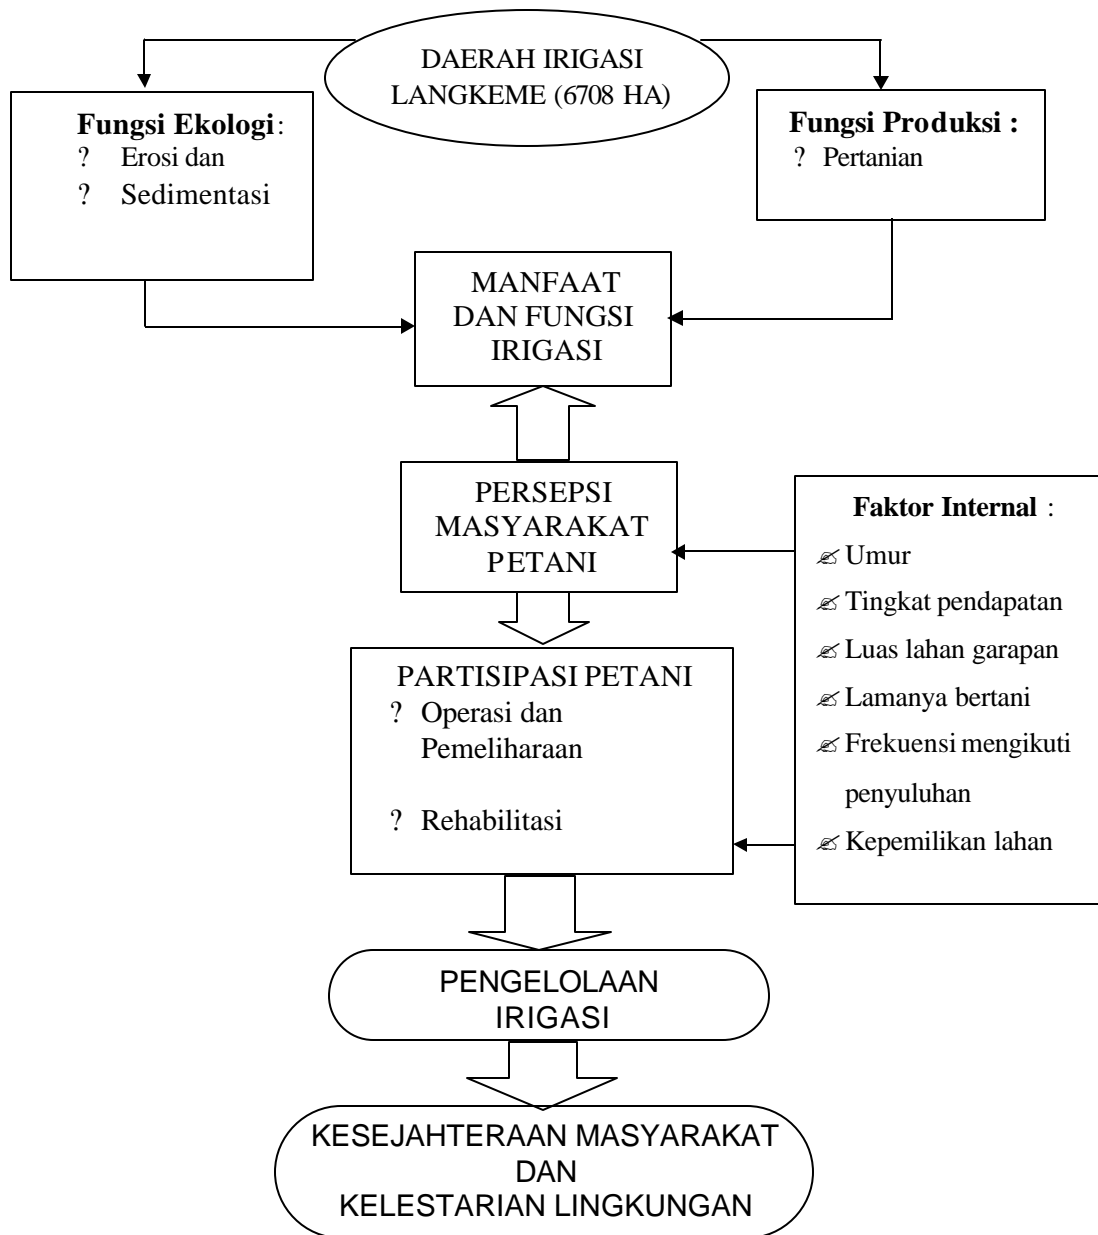 DAERAH IRIGASI
LANGKEME (6708 HA)
Fungsi Ekologi:
? Erosi dan
? Sedimentasi
Fungsi Produksi :
? Pertanian
MANFAAT
DAN FUNGSI
IRIGASI
PERSEPSI
MASYARAKAT
PETANI
Faktor Internal :
✍ Umur
✍ Tingkat pendapatan
✍ Luas lahan garapan
✍ Lamanya bertani
✍ Frekuensi mengikuti
penyuluhan
✍ Kepemilikan lahan
PARTISIPASI PETANI
? Operasi dan
Pemeliharaan
? Rehabilitasi
PENGELOLAAN
IRIGASI
KESEJAHTERAAN MASYARAKAT
DAN
KELESTARIAN LINGKUNGAN